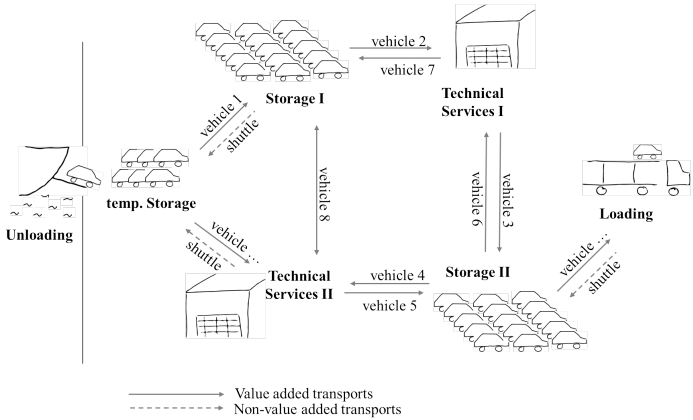 vehicle 2
vehicle 7
Storage I
Technical
Services I
vehicle 1
shuttle
vehicle 8
vehicle 6
vehicle 3
temp. Storage
Unloading
Loading
vehicle ...
shuttle
Technical
Services II
vehicle 4
vehicle 5
Storage II
vehicle ...
shuttle
Value added transports
Non-value added transports